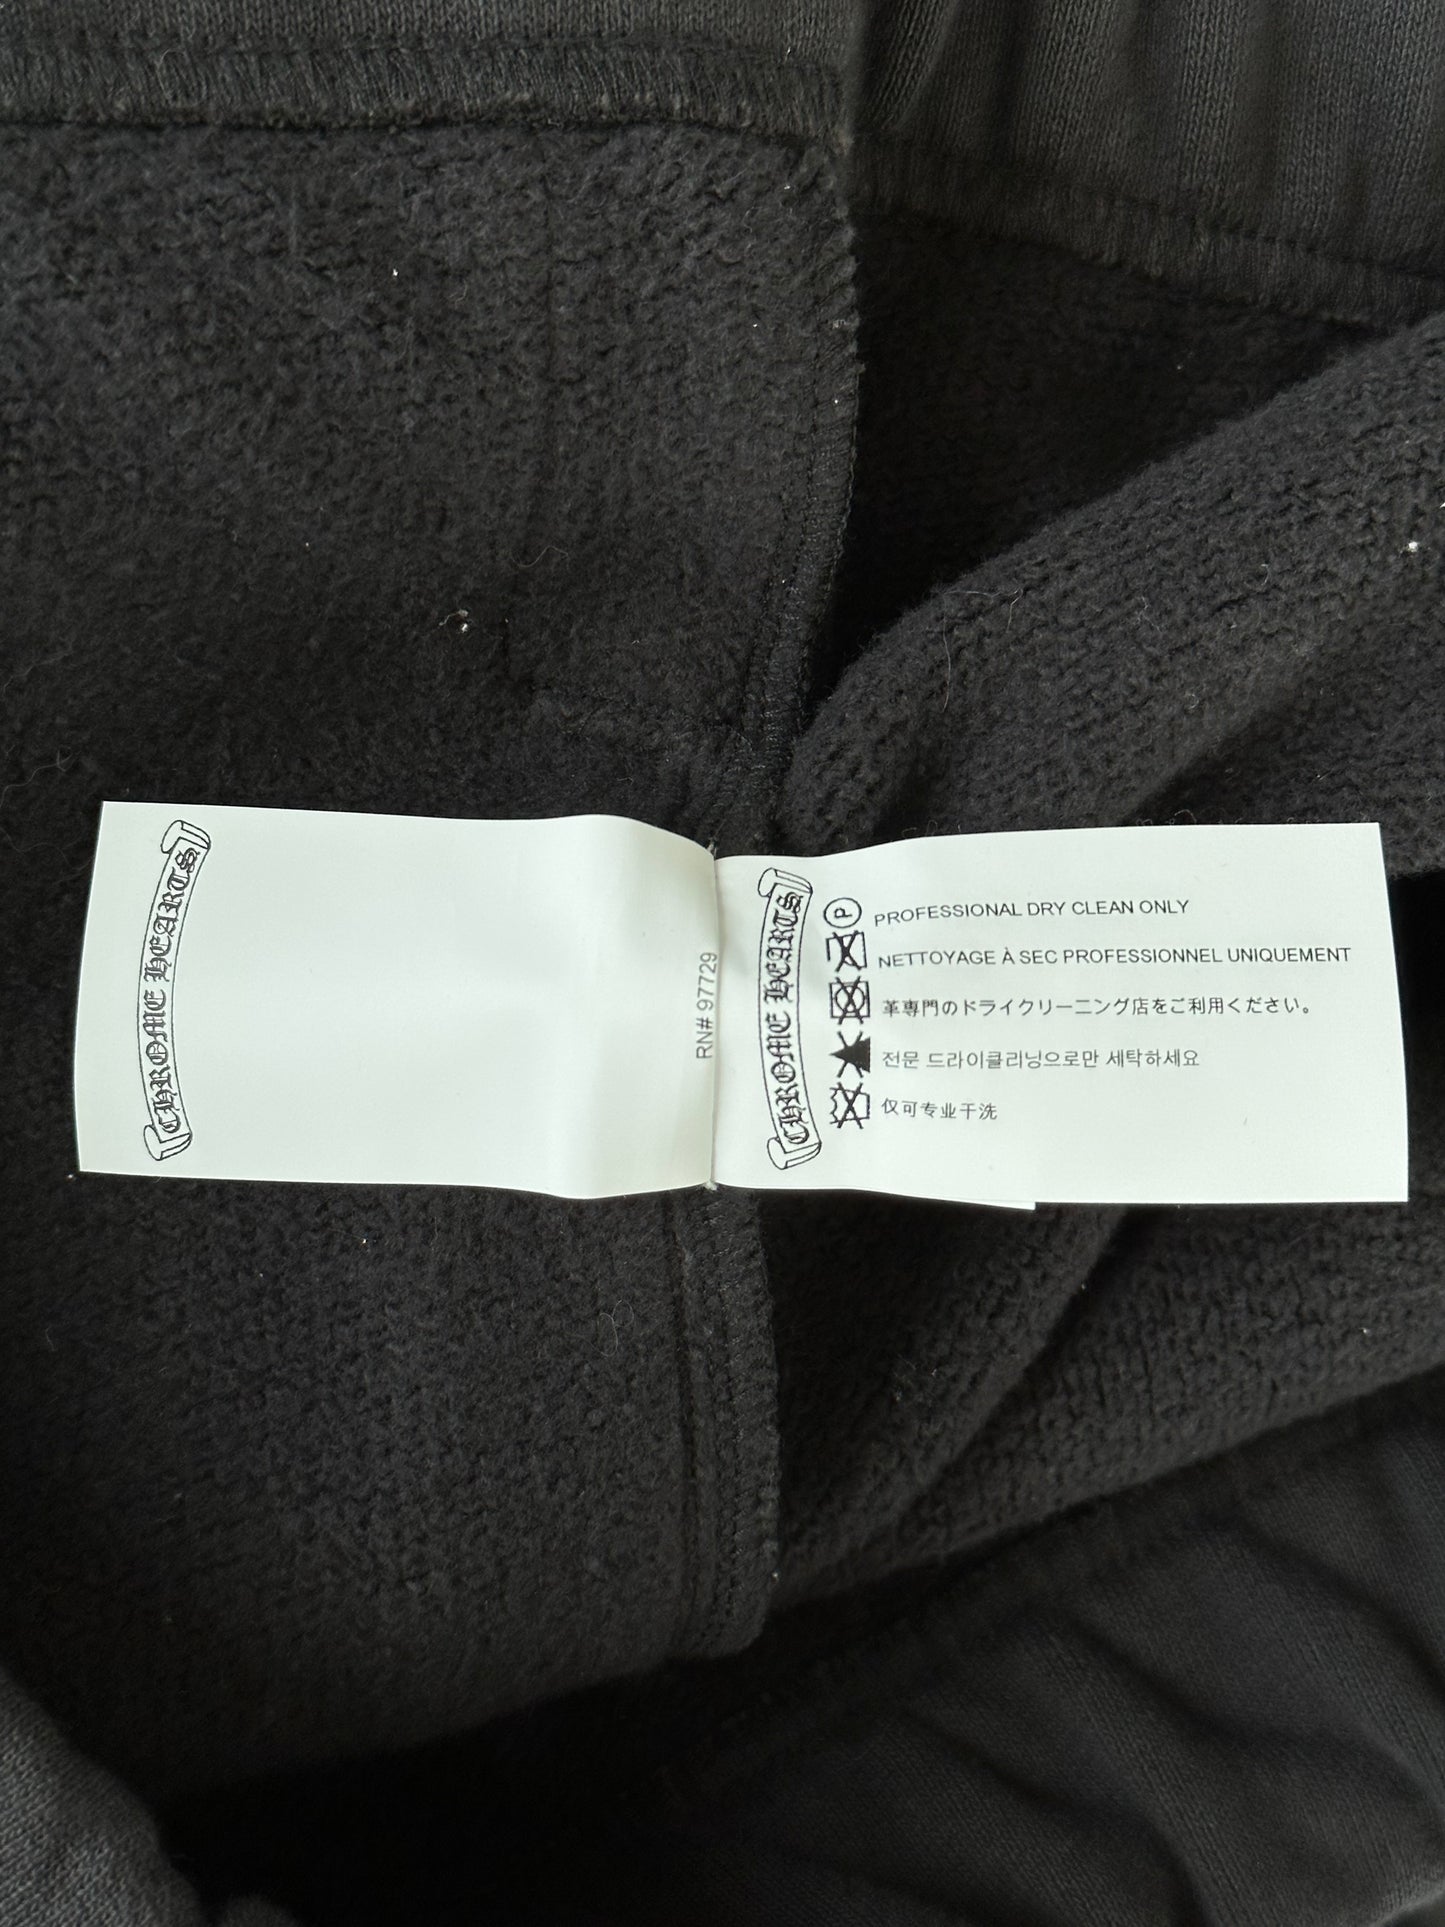 CHROME HEARTS
RN# 97729
CHROME HEARTS
P
PROFESSIONAL DRY CLEAN ONLY
NETTOYAGE À SEC PROFESSIONNEL UNIQUEMENT
革専門のドライクリーニング店をご利用ください。
전문 드라이클리닝으로만 세탁하세요
仅可专业干洗